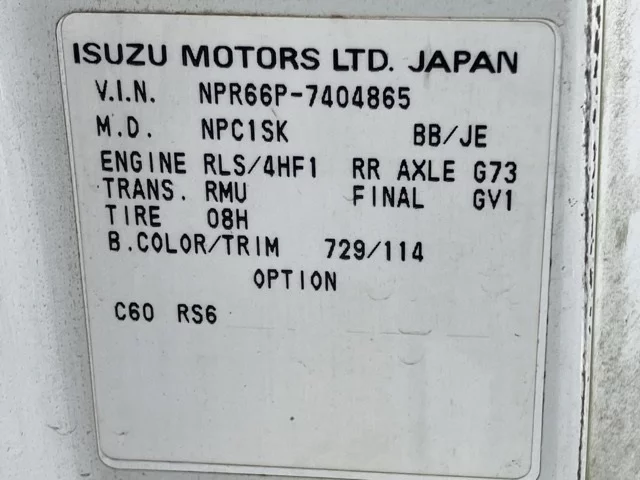 ISUZU MOTORS LTD. JAPAN
V.I.N. NPR66P-7404865
M.D. NPC1SK BB/JE
ENGINE RLS/4HF1 RR AXLE G73
TRANS. RMU FINAL GV1
TIRE 08H
B.COLOR/TRIM 729/114
OPTION
C60 RS6